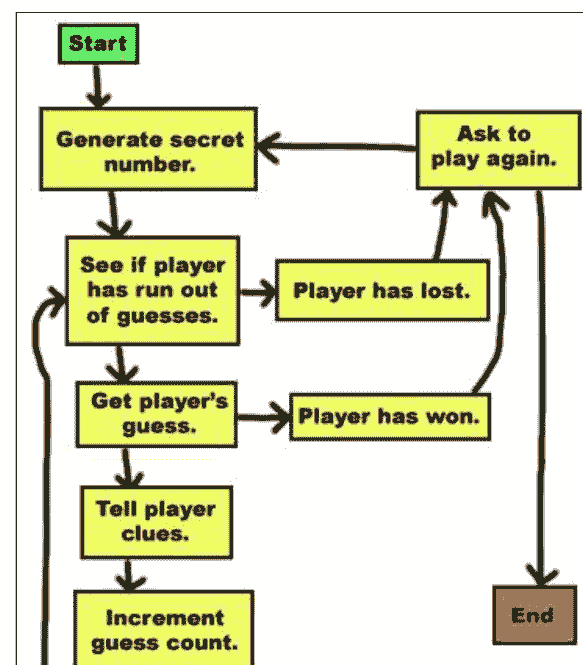 Start
Generate secret
number.
Ask to
play again.
See if player
has run out
of guesses.
Player has lost.
Get player's
guess.
Player has won.
Tell player
clues.
Increment
guess count.
End